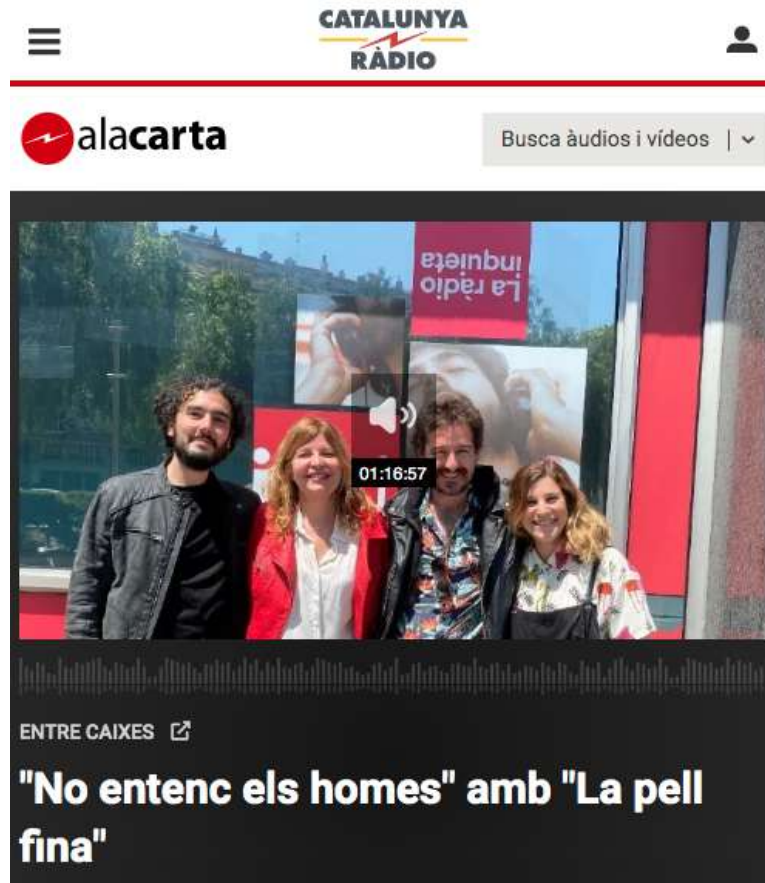 CATALUNYA
RÀDIO
alacarta
Busca àudios i vídeos
La ràdio
inquieta
01:16:57
ENTRE CAIXES
"No entenc els homes" amb "La pell
fina"